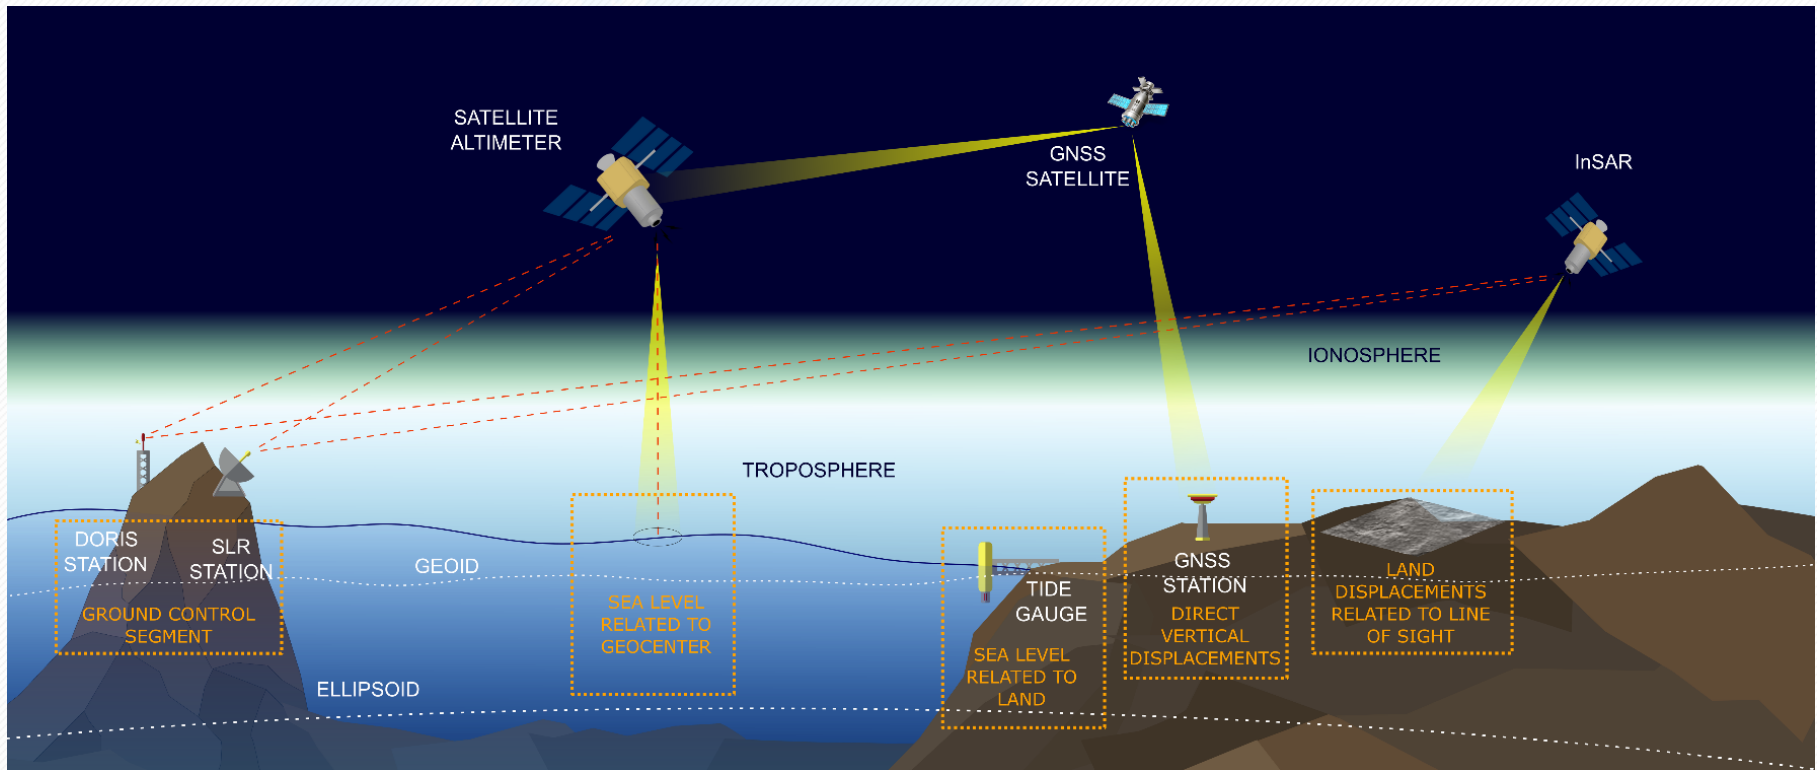 SATELLITE
ALTIMETER
GNSS
SATELLITE
InSAR
IONOSPHERE
TROPOSPHERE
DORIS
STATION
SLR
STATION
GROUND CONTROL
SEGMENT
GEOID
ELLIPSOID
SEA LEVEL
RELATED TO
GEOCENTER
TIDE
GAUGE
SEA LEVEL
RELATED TO
LAND
GNSS
STATION
DIRECT
VERTICAL
DISPLACEMENTS
LAND
DISPLACEMENTS
RELATED TO LINE
OF SIGHT